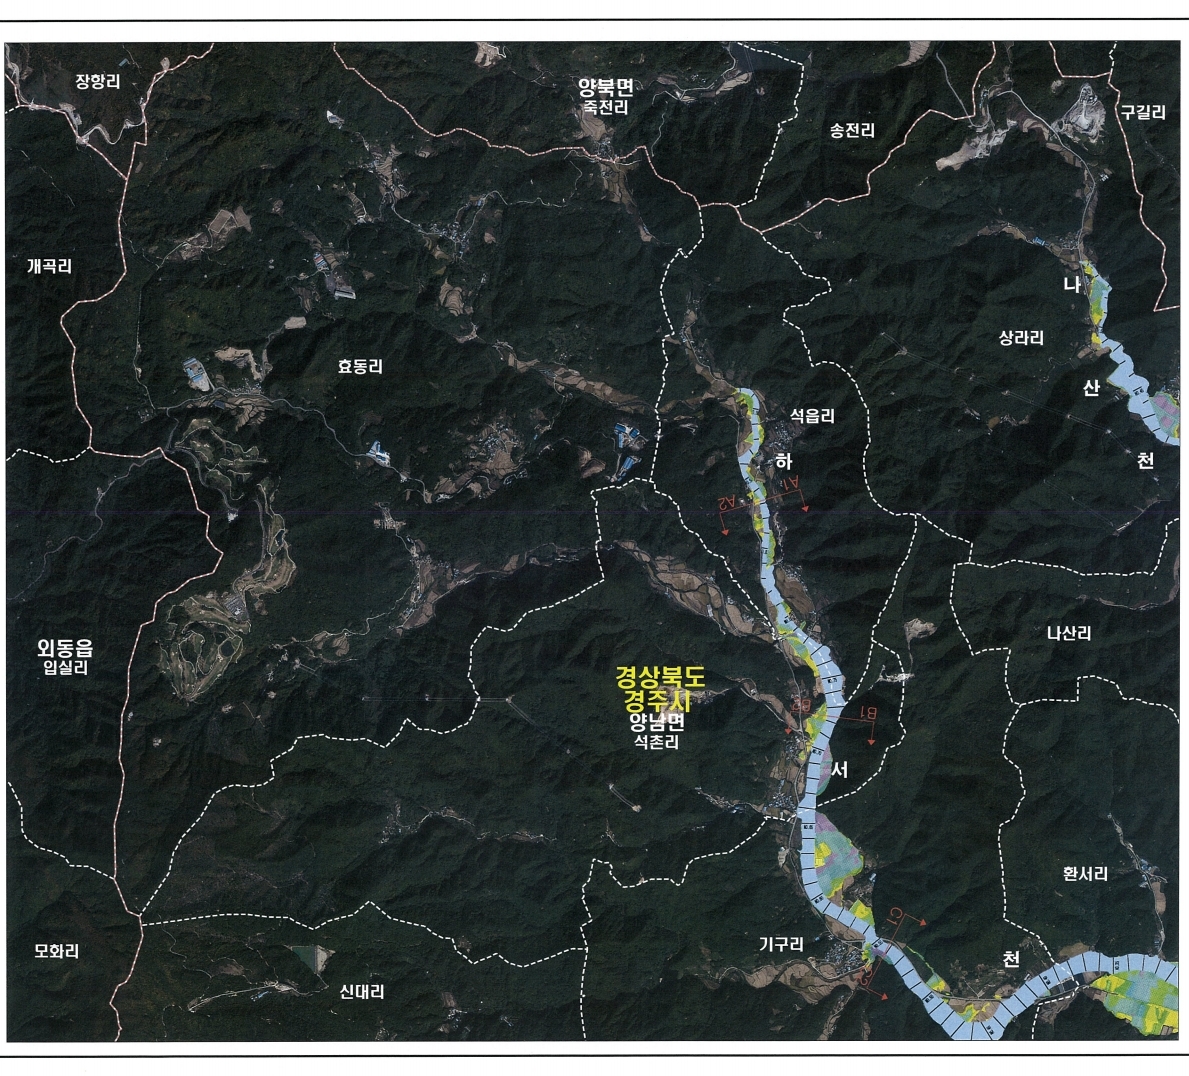 장항리
양북면
죽전리
송전리
구길리
개곡리
나
상라리
효동리
산
석읍리
천
하
A1
A2
외동읍
입실리
나산리
경상북도
경주시
양남면
석촌리
B2
B1
서
환서리
기구리
C1
모화리
천
신대리